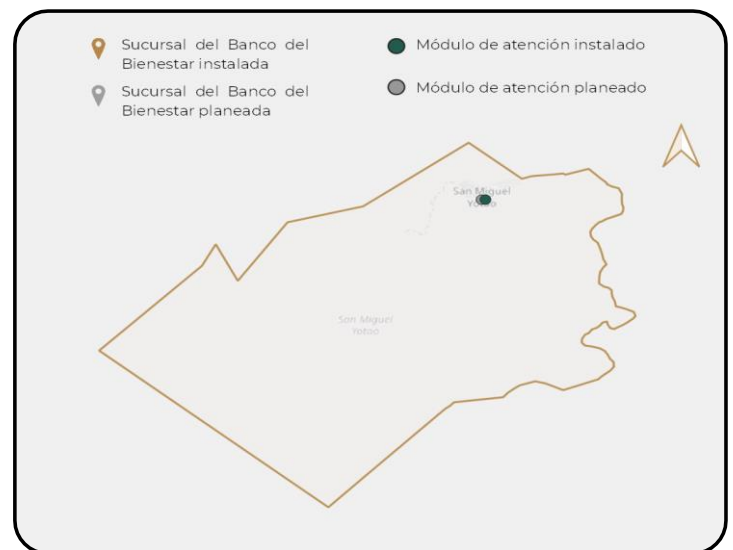 Sucursal del Banco del
Bienestar instalada
Sucursal del Banco del
Bienestar planeada
Módulo de atención instalado
Módulo de atención planeado
San Miguel
Yotao
San Miguel
Yotao